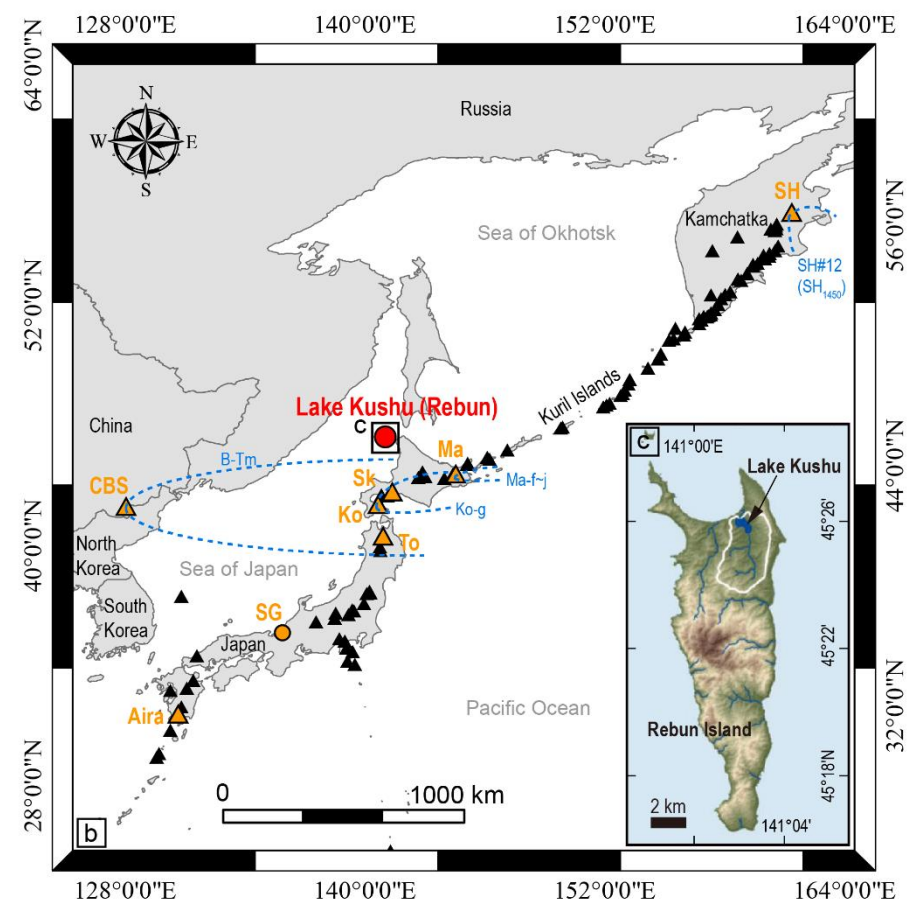 128°0'0"E 140°0'0"E 152°0'0"E 164°0'0"E
64°0'0"N
52°0'0"N
40°0'0"N
28°0'0"N
56°0'0"N
44°0'0"N
32°0'0"N
N
W E
S
Russia
SH
Kamchatka
Sea of Okhotsk
SH#12
(SH1450)
Kuril Islands
Lake Kushu (Rebun)
c
China
B-Tm
Ma
Sk
Ma-f~j
CBS
Ko
Ko-g
To
North
Korea
Sea of Japan
South
Korea
SG
Japan
Aira
Pacific Ocean
0 1000 km
b
c
141°00'E
Lake Kushu
45°26'N
45°22'N
Rebun Island
45°18'N
2 km
141°04'
128°0'0"E 140°0'0"E 152°0'0"E 164°0'0"E